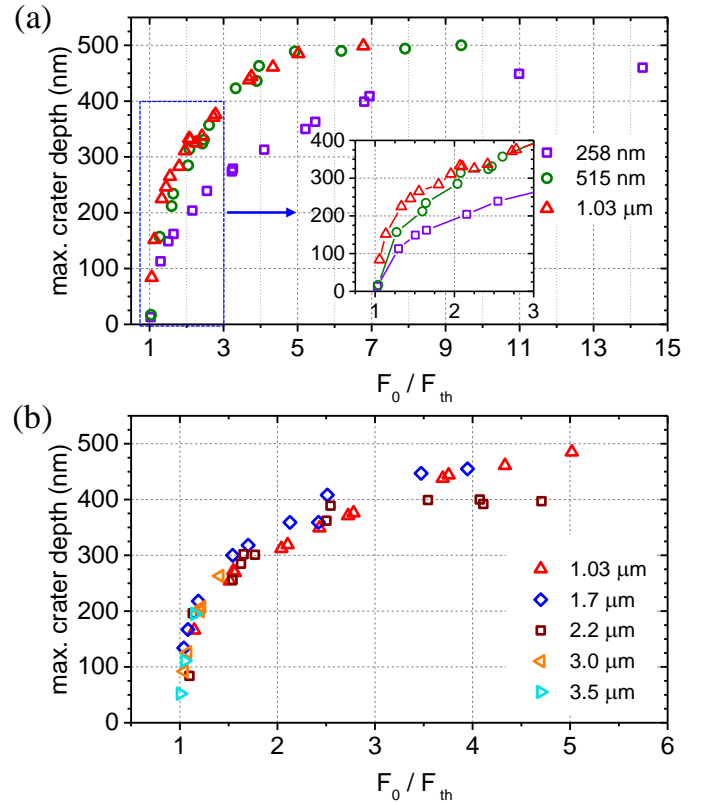 (a)
500
400
300
200
100
0
max. crater depth (nm)
1 3 5 7 9 11 13 15
F0 / Fth
400
300
200
100
0
1 2 3
258 nm
515 nm
1.03 μm
(b)
500
400
300
200
100
0
max. crater depth (nm)
0 1 2 3 4 5 6
F0 / Fth
1.03 μm
1.7 μm
2.2 μm
3.0 μm
3.5 μm